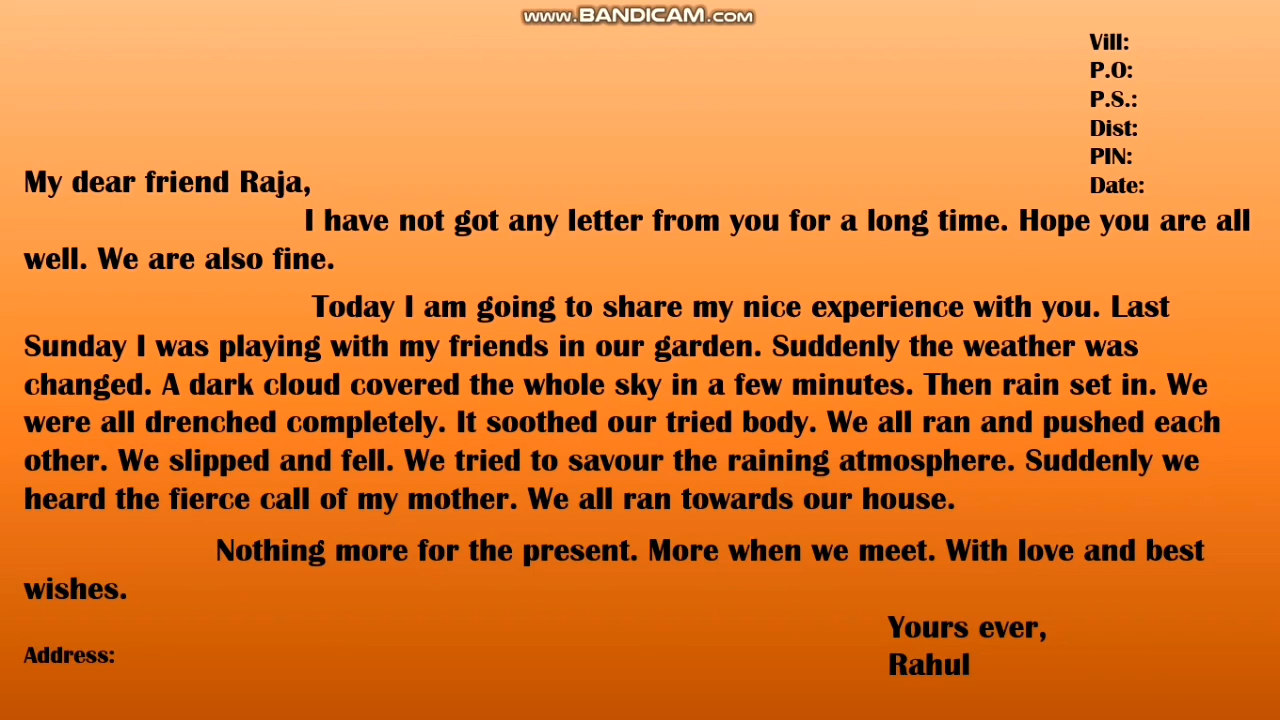 www.BANDICAM.com
Vill:
P.O:
P.S.:
Dist:
PIN:
Date:
My dear friend Raja,
I have not got any letter from you for a long time. Hope you are all
well. We are also fine.
Today I am going to share my nice experience with you. Last
Sunday I was playing with my friends in our garden. Suddenly the weather was
changed. A dark cloud covered the whole sky in a few minutes. Then rain set in. We
were all drenched completely. It soothed our tried body. We all ran and pushed each
other. We slipped and fell. We tried to savour the raining atmosphere. Suddenly we
heard the fierce call of my mother. We all ran towards our house.
Nothing more for the present. More when we meet. With love and best
wishes.
Yours ever,
Rahul
Address: